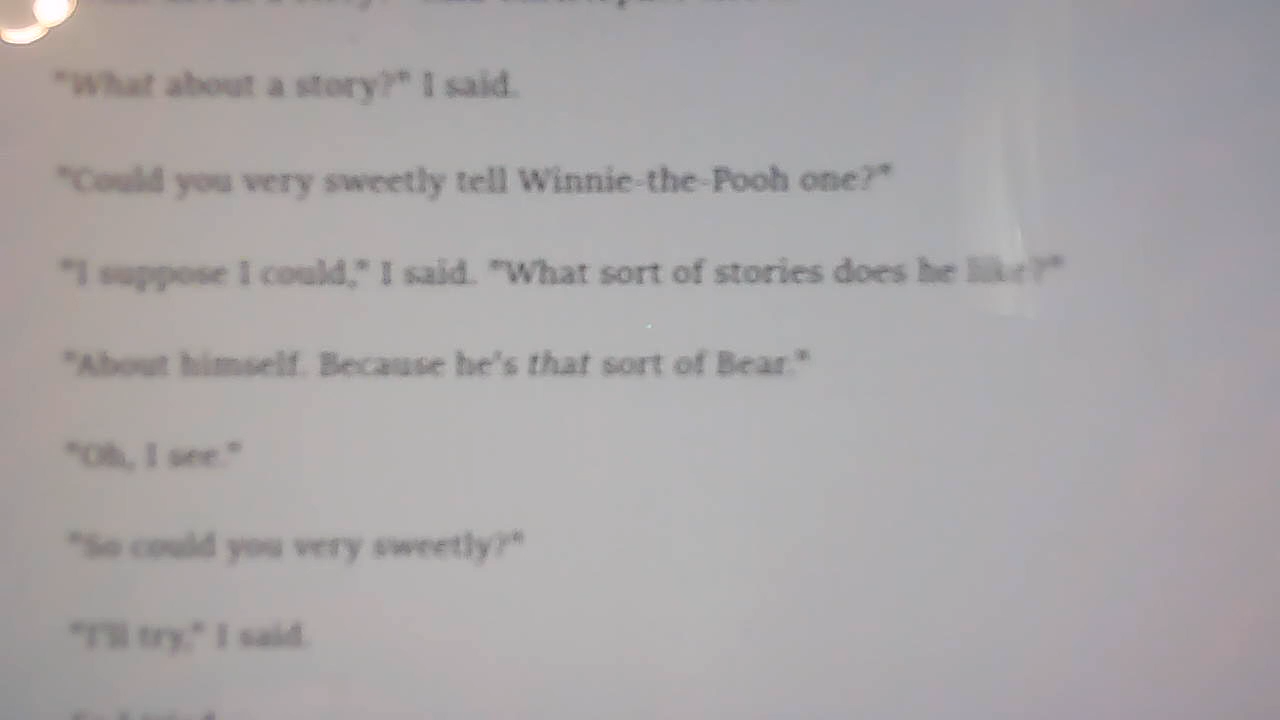 "What about a story?" I said.
"Could you very sweetly tell Winnie-the-Pooh one?"
"I suppose I could," I said. "What sort of stories does he like?"
"About himself. Because he's that sort of Bear."
"Oh, I see."
"So could you very sweetly?"
"I'll try," I said.